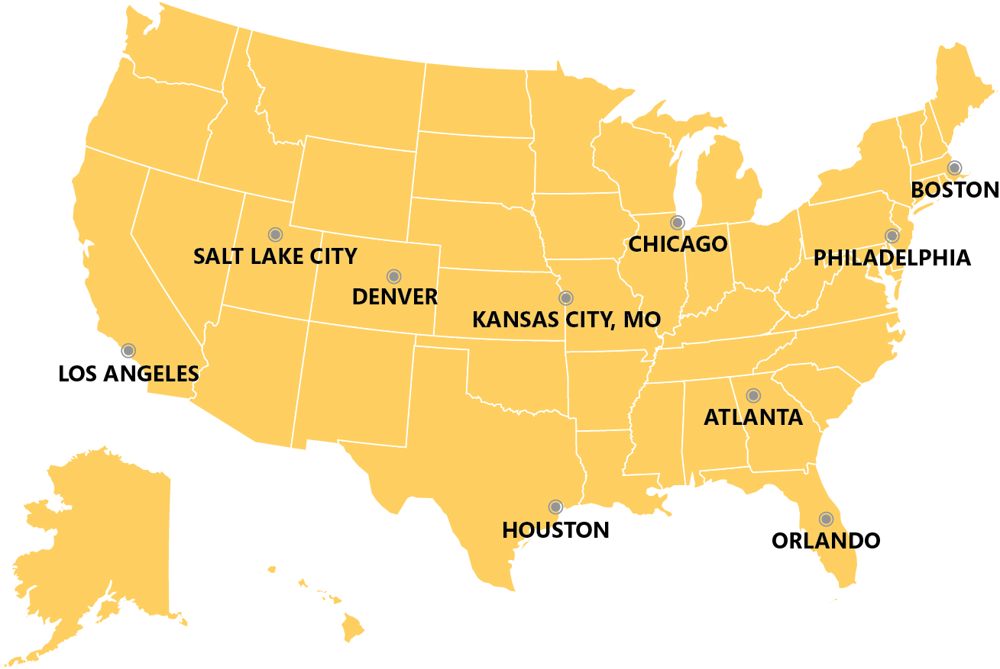 BOSTON
CHICAGO
SALT LAKE CITY
PHILADELPHIA
DENVER
KANSAS CITY, MO
LOS ANGELES
ATLANTA
HOUSTON
ORLANDO